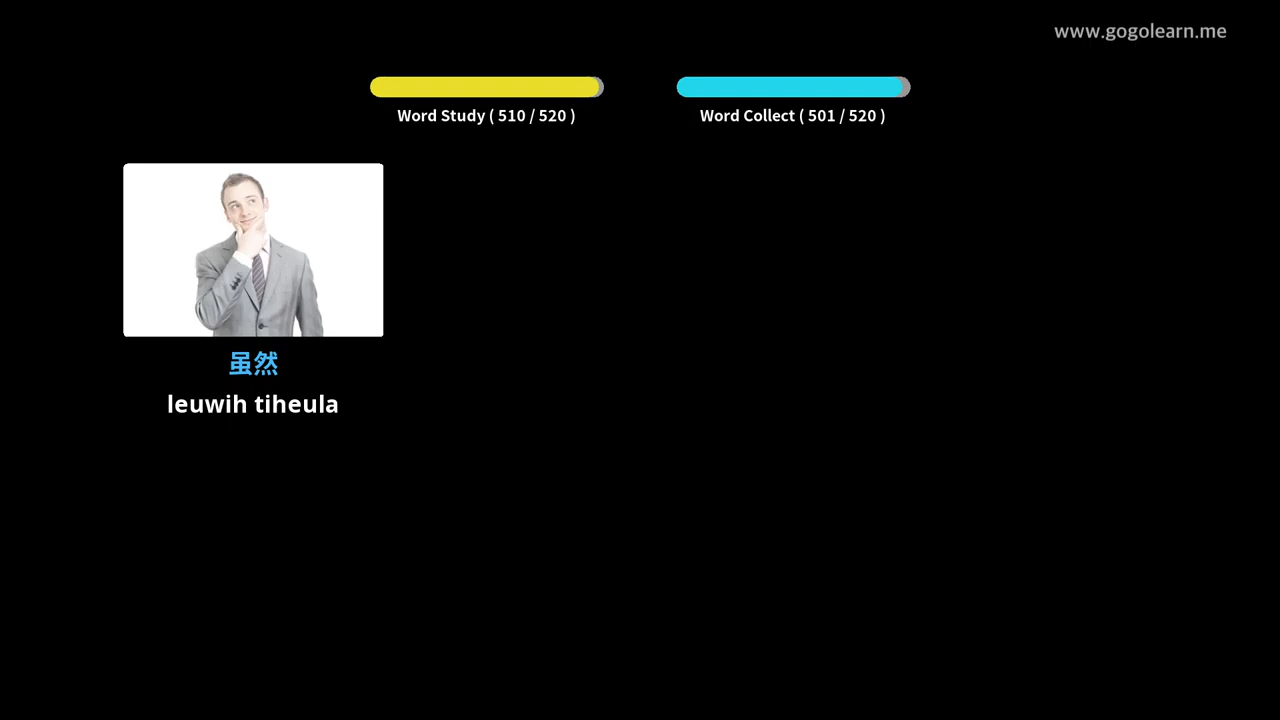 www.gogolearn.me
Word Study ( 510 / 520 )
Word Collect ( 501 / 520 )
虽然
leuwih tiheula